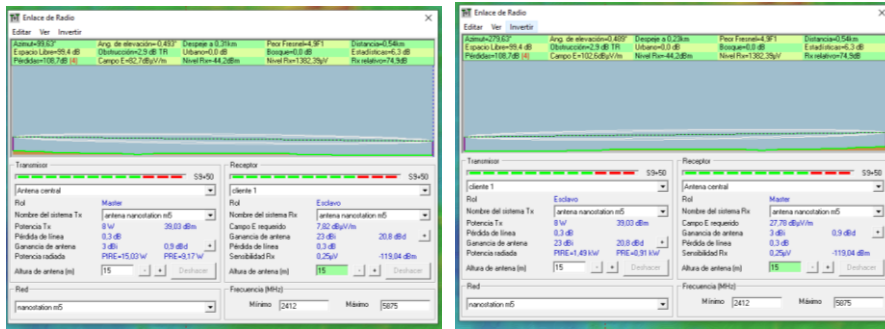 Enlace de Radio
Editar Ver Invertir
Azimut=99,63° Ang. de elevación=0,493° Despeje a 0,31km Peor Fresnel=4,9F1 Distancia=0,54km
Espacio Libre=99,4 dB Obstrucción=2,9 dB TR Urbano=0,0 dB Bosque=0,0 dB Estadísticas=6,3 dB
Pérdidas=108,7dB (4) Campo E=82,7dBµV/m Nivel Rx=-44,2dBm Nivel Rx=1382,39µV Rx relativo=74,9dB
Transmisor
S9+50
Antena central
Rol Master
Nombre del sistema Tx antena nanostation m5
Potencia Tx 8 W 39,03 dBm
Pérdida de línea 0,3 dB
Ganancia de antena 3 dBi 0,9 dBd +
Potencia radiada PIRE=15,03 W PRE=9,17 W
Altura de antena (m) 15 - + Deshacer
Receptor
S9+50
cliente 1
Rol Esclavo
Nombre del sistema Rx antena nanostation m5
Campo E requerido 7,82 dBµV/m
Ganancia de antena 23 dBi 20,8 dBd +
Pérdida de línea 0,3 dB
Sensibilidad Rx 0,25µV -119,04 dBm
Altura de antena (m) 15 - + Deshacer
Red
nanostation m5
Frecuencia (MHz)
Mínimo 2412 Máximo 5875
Enlace de Radio
Editar Ver Invertir
Azimut=279,63° Ang. de elevación=0,489° Despeje a 0,23km Peor Fresnel=4,9F1 Distancia=0,54km
Espacio Libre=99,4 dB Obstrucción=2,9 dB TR Urbano=0,0 dB Bosque=0,0 dB Estadísticas=6,3 dB
Pérdidas=108,7dB (4) Campo E=102,6dBµV/m Nivel Rx=-44,2dBm Nivel Rx=1382,39µV Rx relativo=74,9dB
Transmisor
S9+50
cliente 1
Rol Esclavo
Nombre del sistema Tx antena nanostation m5
Potencia Tx 8 W 39,03 dBm
Pérdida de línea 0,3 dB
Ganancia de antena 23 dBi 20,8 dBd +
Potencia radiada PIRE=1,49 kW PRE=0,91 kW
Altura de antena (m) 15 - + Deshacer
Receptor
S9+50
Antena central
Rol Master
Nombre del sistema Rx antena nanostation m5
Campo E requerido 27,78 dBµV/m
Ganancia de antena 3 dBi 0,9 dBd +
Pérdida de línea 0,3 dB
Sensibilidad Rx 0,25µV -119,04 dBm
Altura de antena (m) 15 - + Deshacer
Red
nanostation m5
Frecuencia (MHz)
Mínimo 2412 Máximo 5875